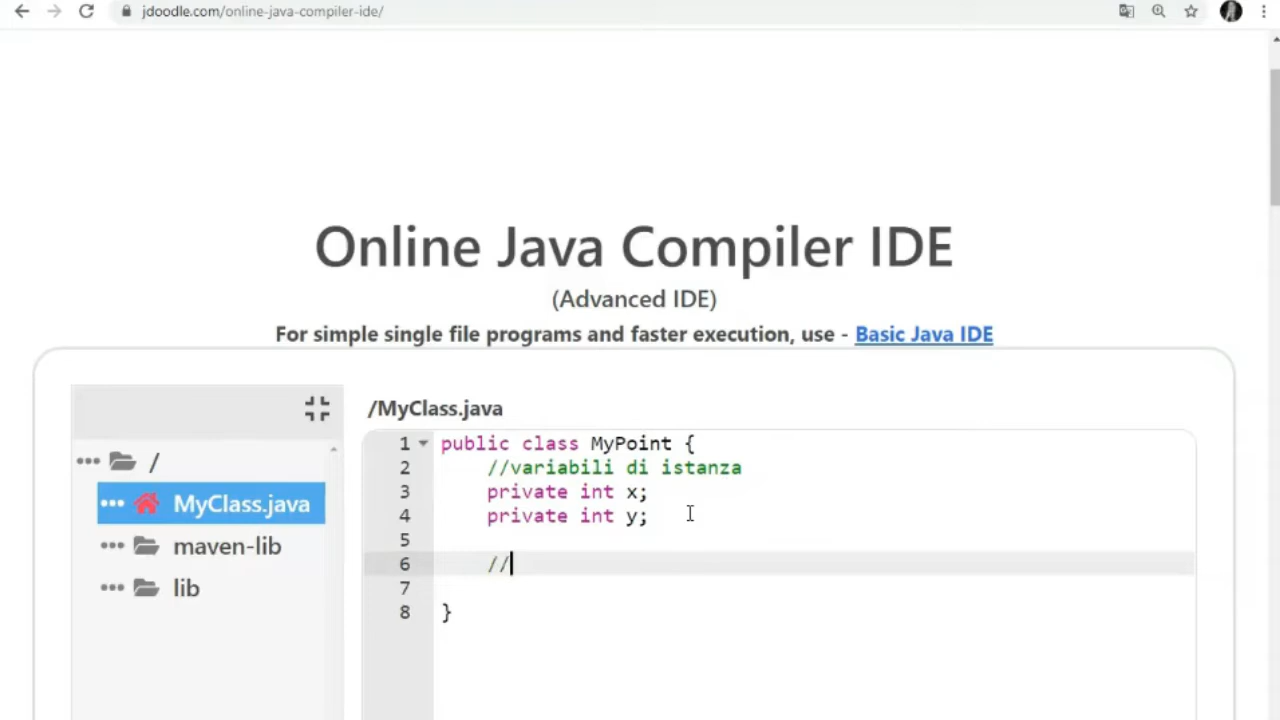 jdoodle.com/online-java-compiler-ide/
Online Java Compiler IDE
(Advanced IDE)
For simple single file programs and faster execution, use - Basic Java IDE
/
MyClass.java
maven-lib
lib
/MyClass.java
1 public class MyPoint {
2 //variabili di istanza
3 private int x;
4 private int y;
5
6 //
7
8 }